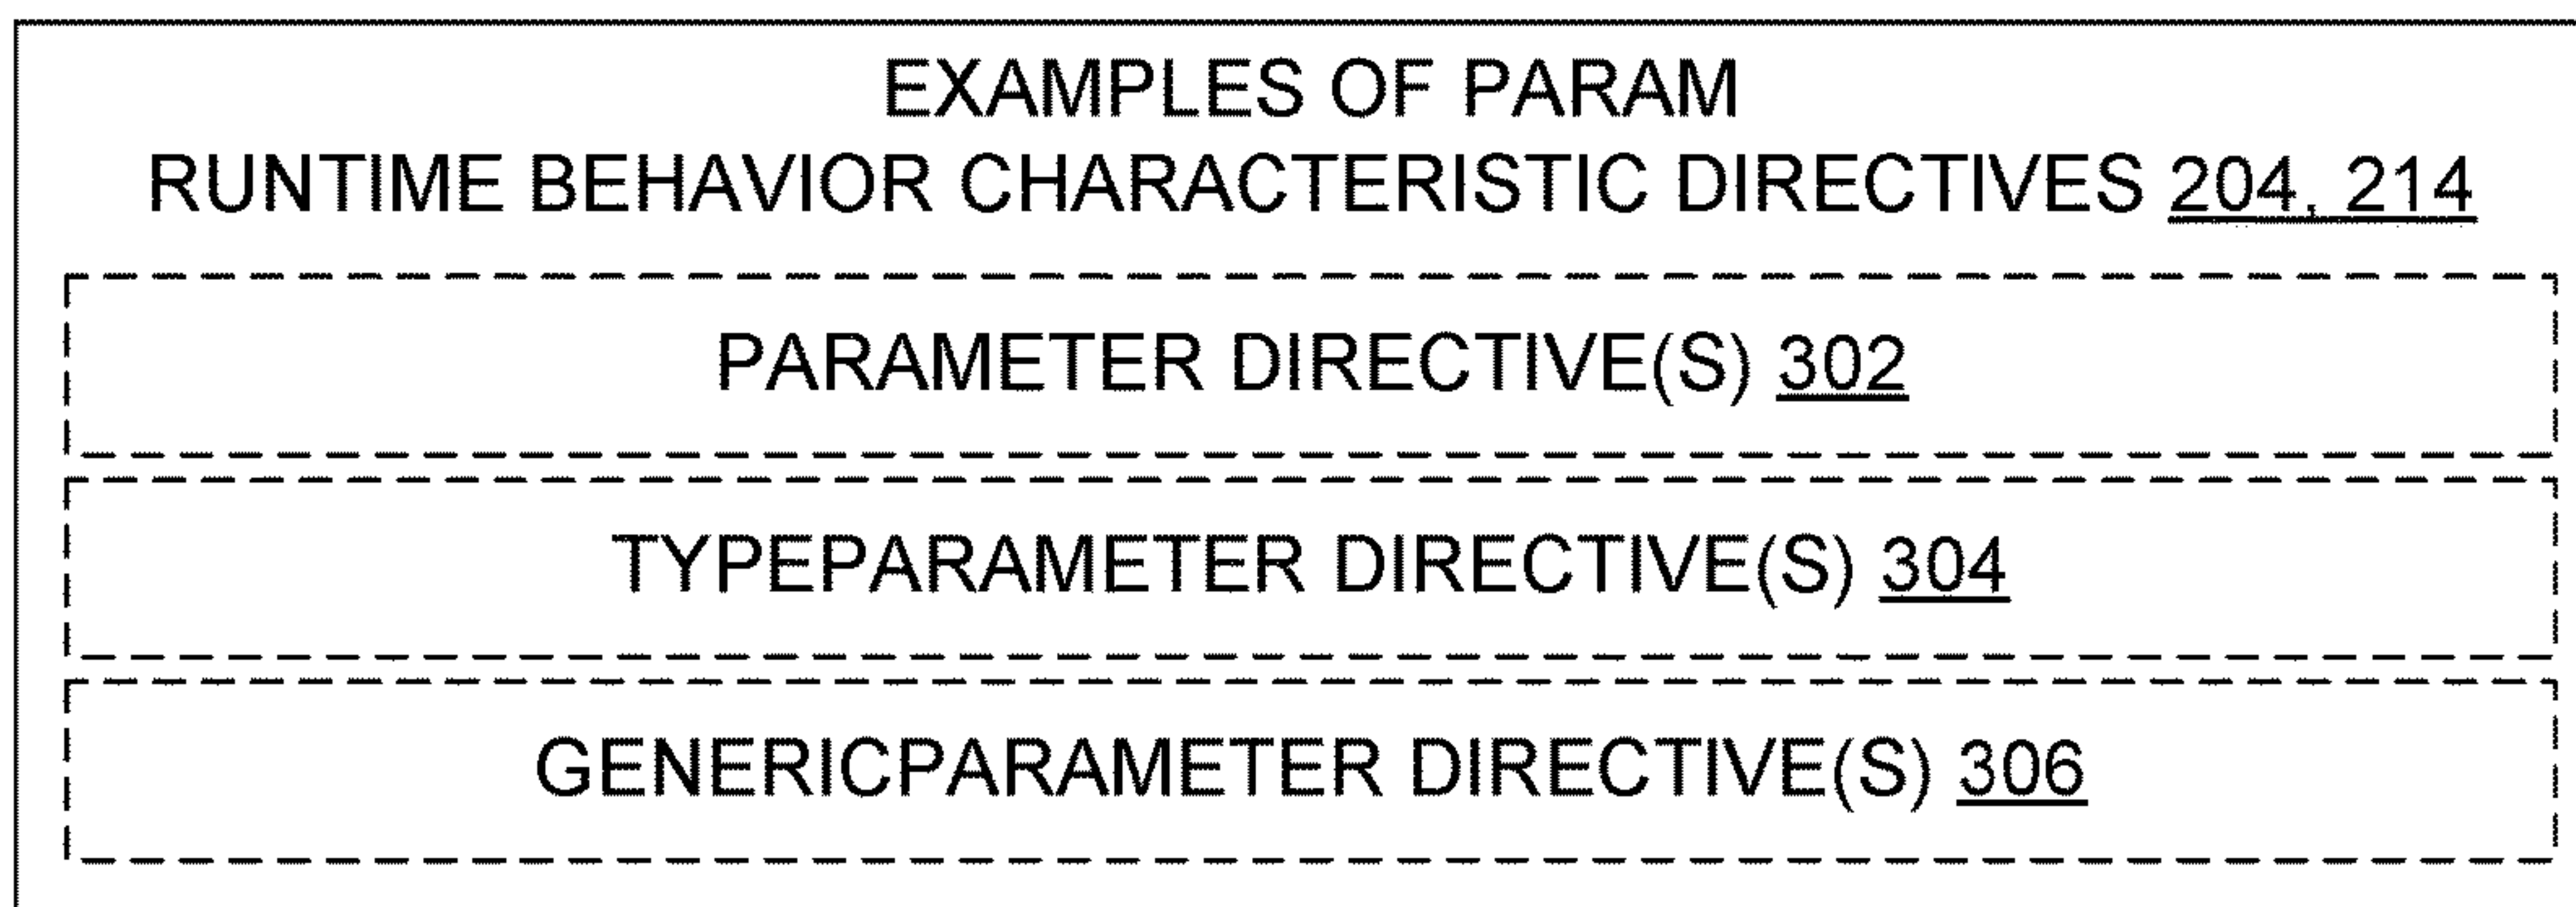 EXAMPLES OF PARAM
RUNTIME BEHAVIOR CHARACTERISTIC DIRECTIVES 204, 214
PARAMETER DIRECTIVE(S) 302
TYPEPARAMETER DIRECTIVE(S) 304
GENERICPARAMETER DIRECTIVE(S) 306